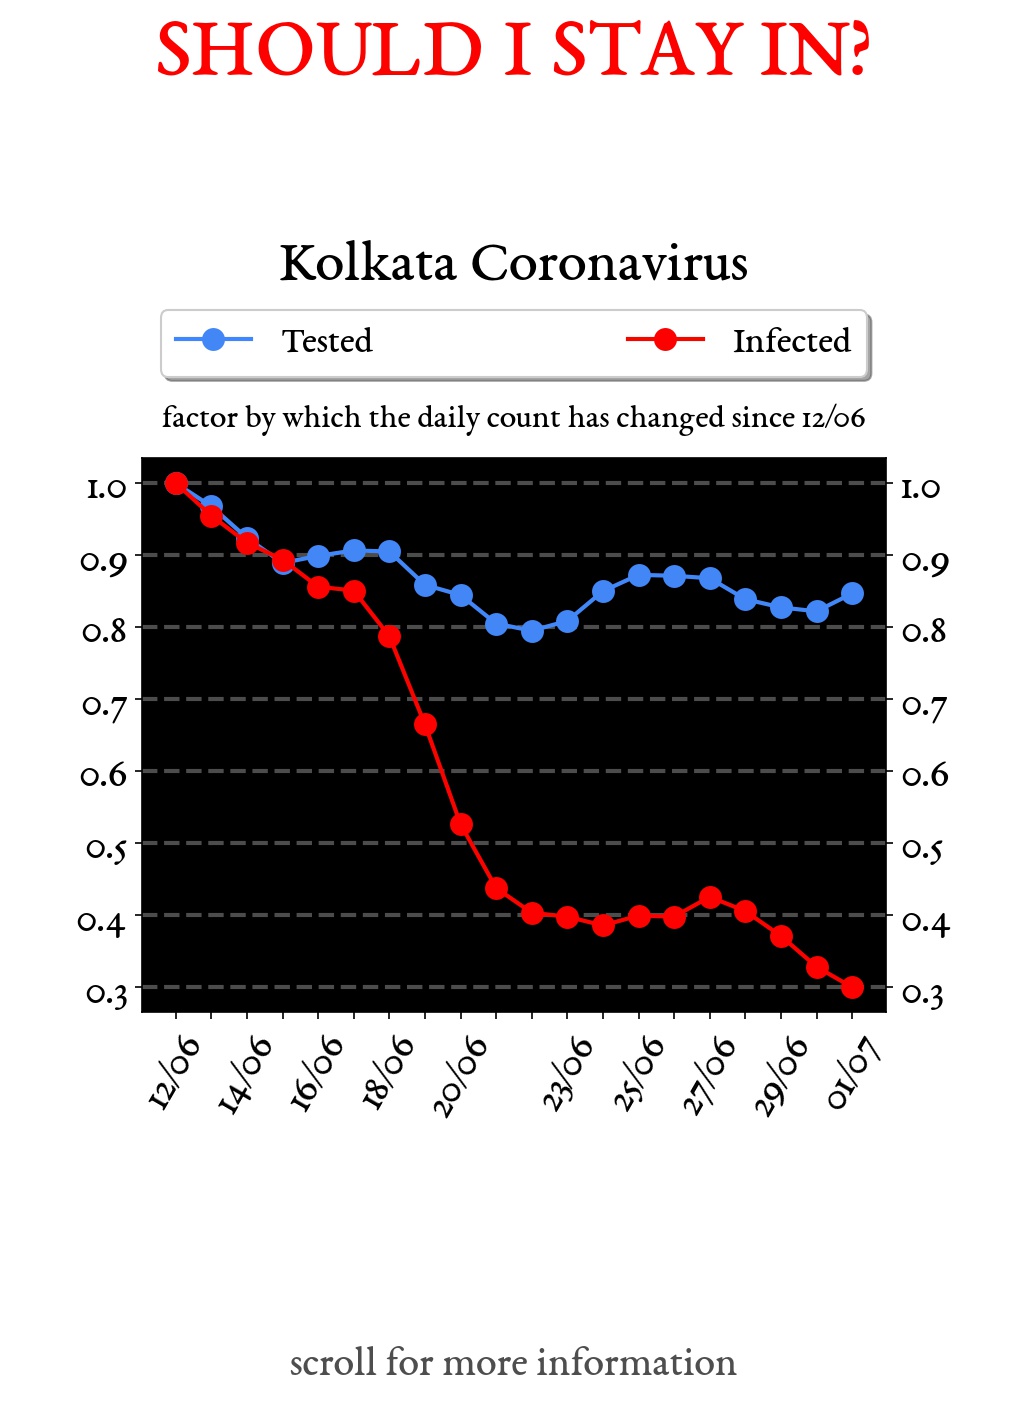 SHOULD I STAY IN?
Kolkata Coronavirus
Tested Infected
factor by which the daily count has changed since 12/06
1.0 1.0
0.9 0.9
0.8 0.8
0.7 0.7
0.6 0.6
0.5 0.5
0.4 0.4
0.3 0.3
12/06 14/06 16/06 18/06 20/06 23/06 25/06 27/06 29/06 01/07
scroll for more information